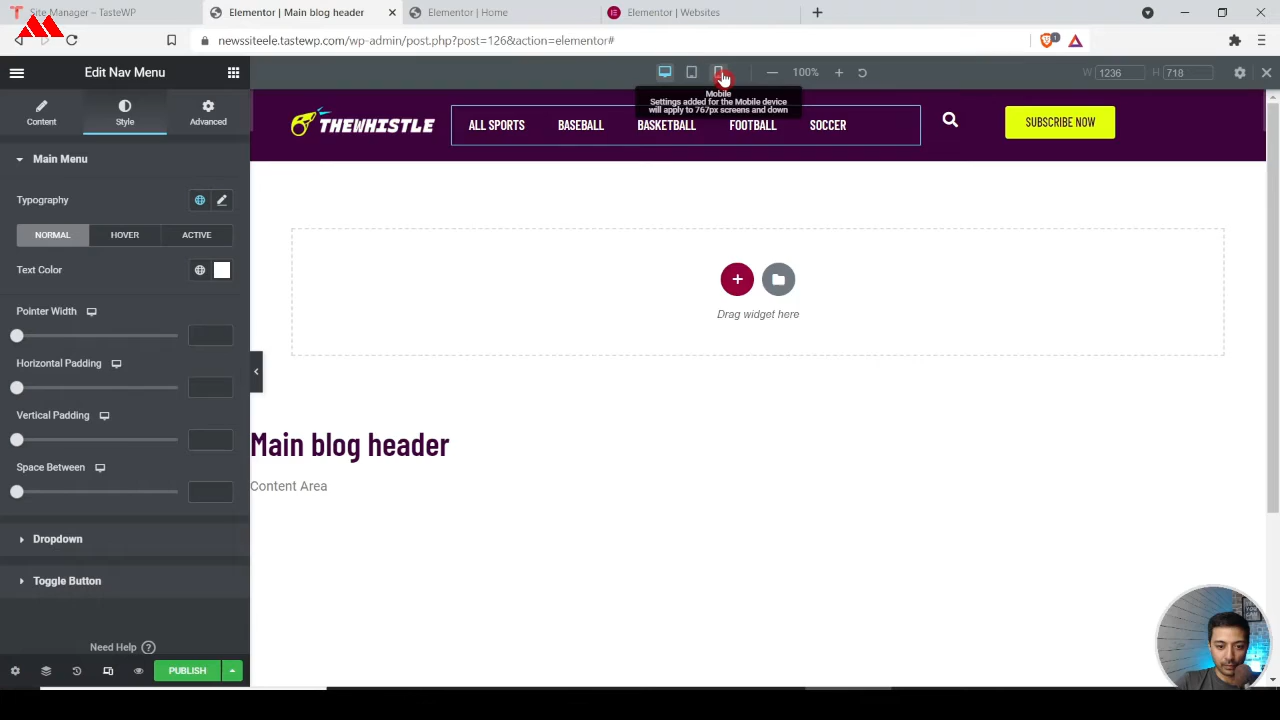 Site Manager - TasteWP
Elementor | Main blog header
Elementor | Home
Elementor | Websites
newssiteele.tastewp.com/wp-admin/post.php?post=126&action=elementor#
1
Edit Nav Menu
100%
W 1236
H 718
Mobile
Settings added for the Mobile device
will apply to 767px screens and down
Content
Style
Advanced
THEWHISTLE
ALL SPORTS
BASEBALL
BASKETBALL
FOOTBALL
SOCCER
SUBSCRIBE NOW
Main Menu
Typography
NORMAL
HOVER
ACTIVE
Text Color
Pointer Width
Horizontal Padding
Vertical Padding
Space Between
Drag widget here
Main blog header
Content Area
Dropdown
Toggle Button
Need Help ?
PUBLISH